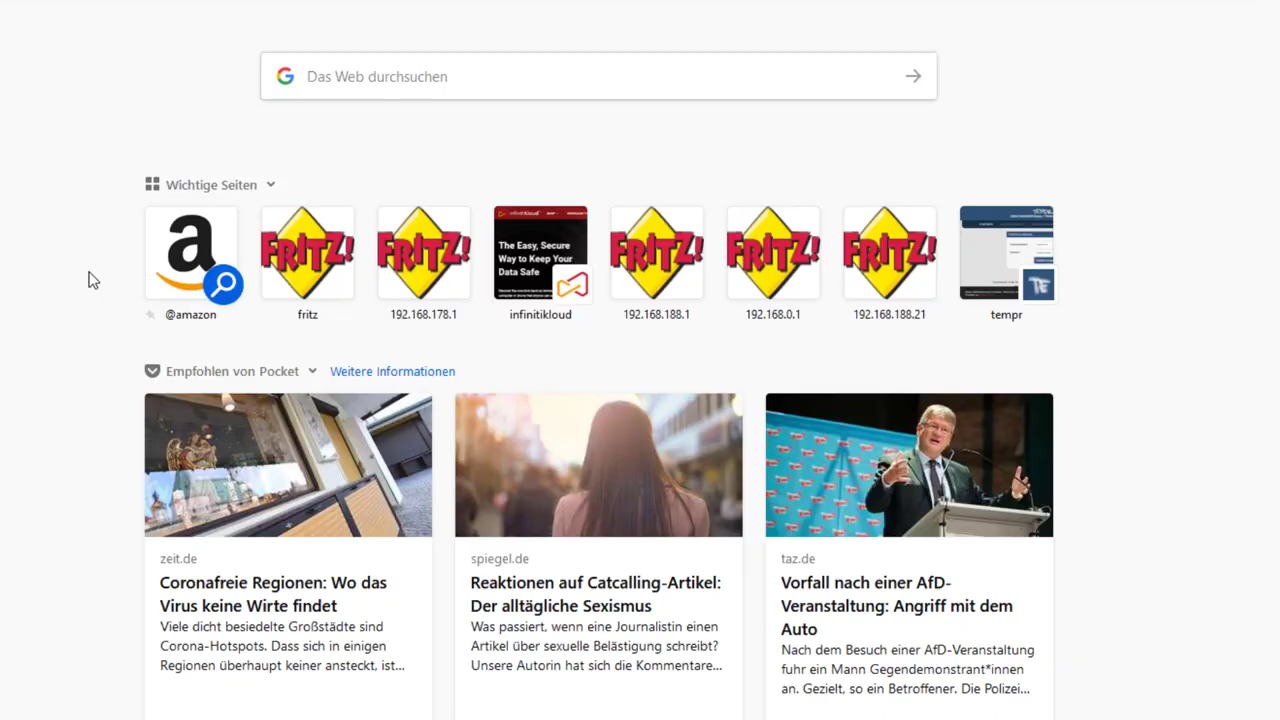 Das Web durchsuchen
Wichtige Seiten
a
FRITZ!
FRITZ!
The Easy, Secure
Way to Keep Your
Data Safe
FRITZ!
FRITZ!
FRITZ!
TE
@amazon
fritz
192.168.178.1
infinitikloud
192.168.188.1
192.168.0.1
192.168.188.21
tempr
Empfohlen von Pocket
Weitere Informationen
zeit.de
Coronafreie Regionen: Wo das
Virus keine Wirte findet
Viele dicht besiedelte Großstädte sind
Corona-Hotspots. Dass sich in einigen
Regionen überhaupt keiner ansteckt, ist...
spiegel.de
Reaktionen auf Catcalling-Artikel:
Der alltägliche Sexismus
Was passiert, wenn eine Journalistin einen
Artikel über sexuelle Belästigung schreibt?
Unsere Autorin hat sich die Kommentare...
taz.de
Vorfall nach einer AfD-
Veranstaltung: Angriff mit dem
Auto
Nach dem Besuch einer AfD-Veranstaltung
fuhr ein Mann Gegendemonstrant*innen
an. Gezielt, so ein Betroffener. Die Polizei...